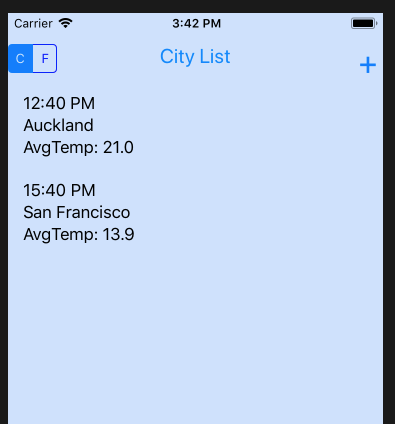 Carrier 3:42 PM
C F City List +
12:40 PM
Auckland
AvgTemp: 21.0
15:40 PM
San Francisco
AvgTemp: 13.9